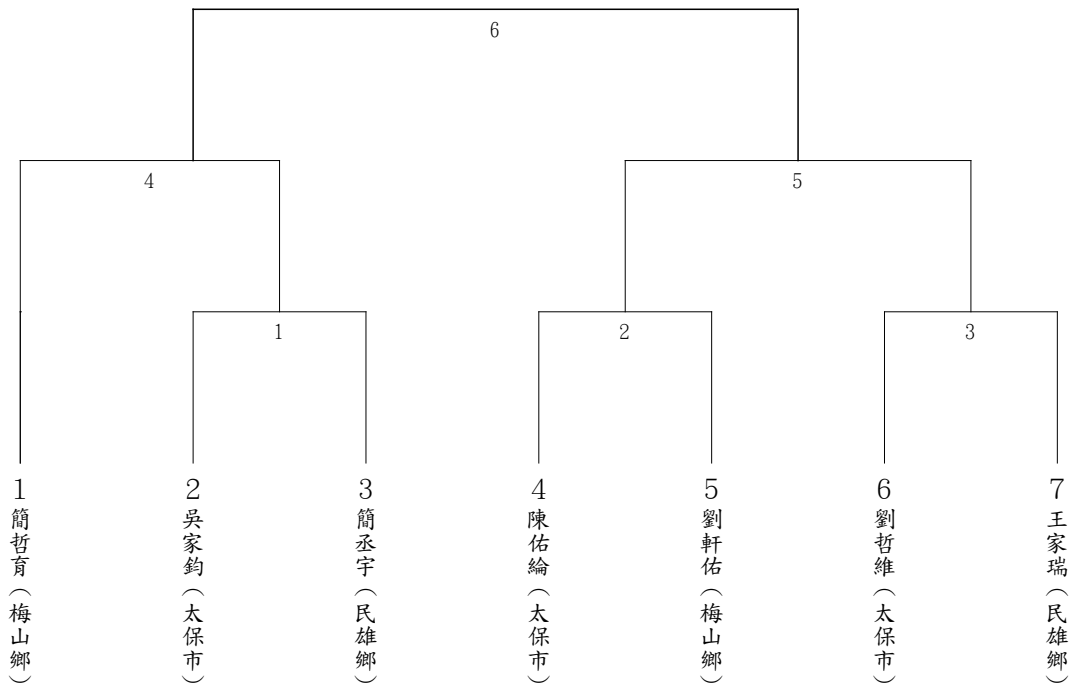 6
4
5
1
2
3
1
簡哲育（梅山鄉）
2
吳家鈞（太保市）
3
簡丞宇（民雄鄉）
4
陳佑綸（太保市）
5
劉軒佑（梅山鄉）
6
劉哲維（太保市）
7
王家瑞（民雄鄉）